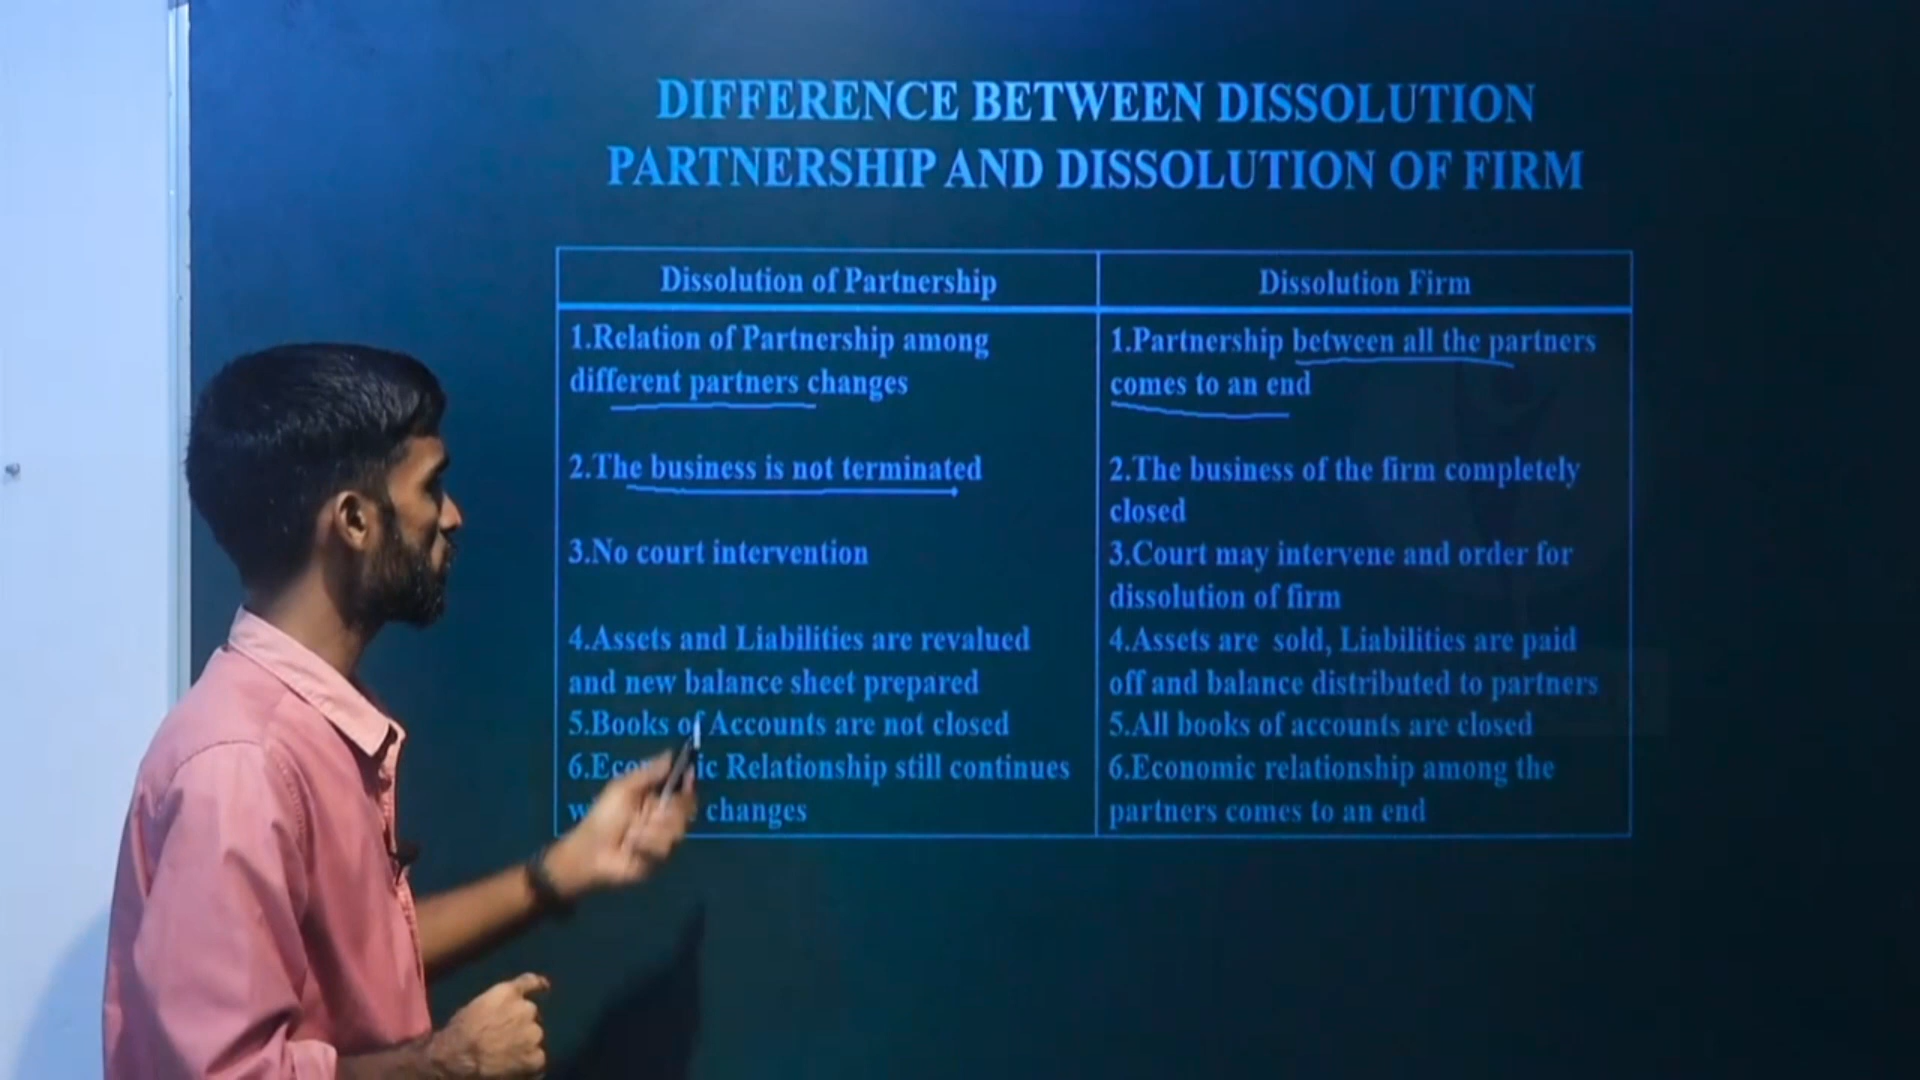 DIFFERENCE BETWEEN DISSOLUTION
PARTNERSHIP AND DISSOLUTION OF FIRM
Dissolution of Partnership
1.Relation of Partnership among
different partners changes
2.The business is not terminated
3.No court intervention
4.Assets and Liabilities are revalued
and new balance sheet prepared
5.Books of Accounts are not closed
Relationship still continues
changes
Dissolution Firm
1.Partnership between all the partners
comes to an end
2.The business of the firm completely
closed
3.Court may intervene and order for
dissolution of firm
4.Assets are sold, Liabilities are paid
off and balance distributed to partners
5.All books of accounts are closed
6.Economic relationship among the
partners comes to an end